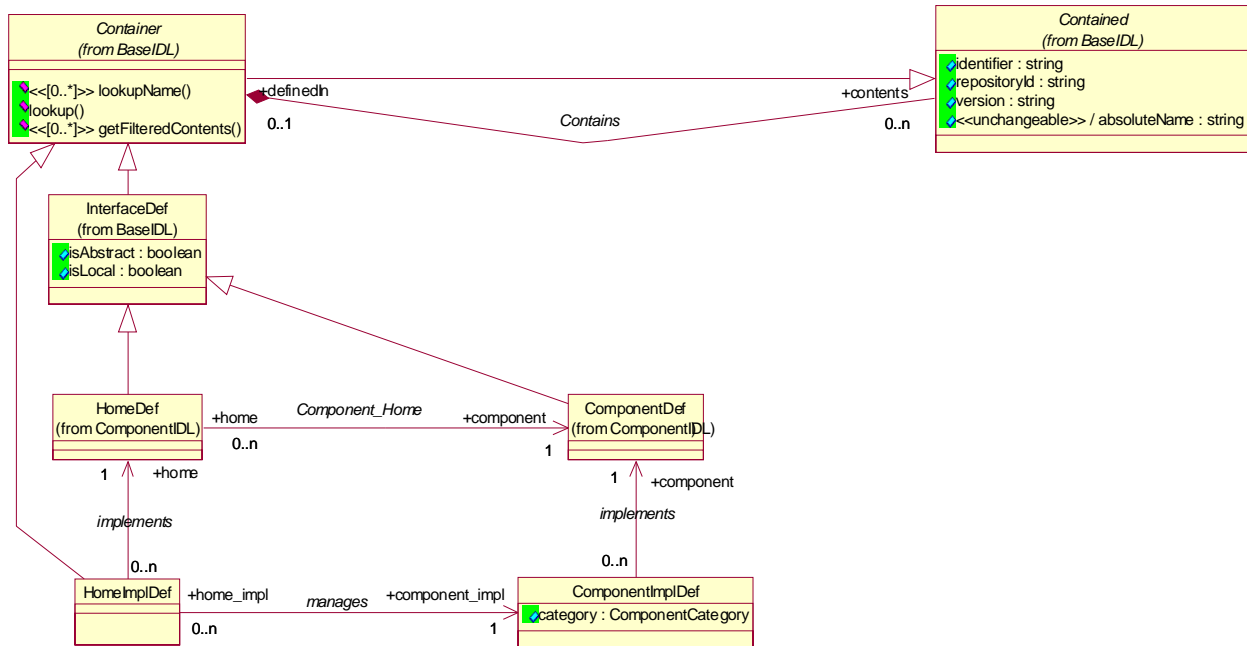 Container
(from BaseIDL)
<<[0..*]>> lookupName()
lookup()
<<[0..*]>> getFilteredContents()
Contained
(from BaseIDL)
identifier : string
repositoryId : string
version : string
<<unchangeable>> / absoluteName : string
+definedIn
0..1
Contains
+contents
0..n
InterfaceDef
(from BaseIDL)
isAbstract : boolean
isLocal : boolean
HomeDef
(from ComponentIDL)
+home
0..n
Component_Home
+component
1
ComponentDef
(from ComponentIDL)
1
+home
implements
0..n
1
+component
implements
0..n
HomeImplDef
+home_impl
0..n
manages
+component_impl
1
ComponentImplDef
category : ComponentCategory